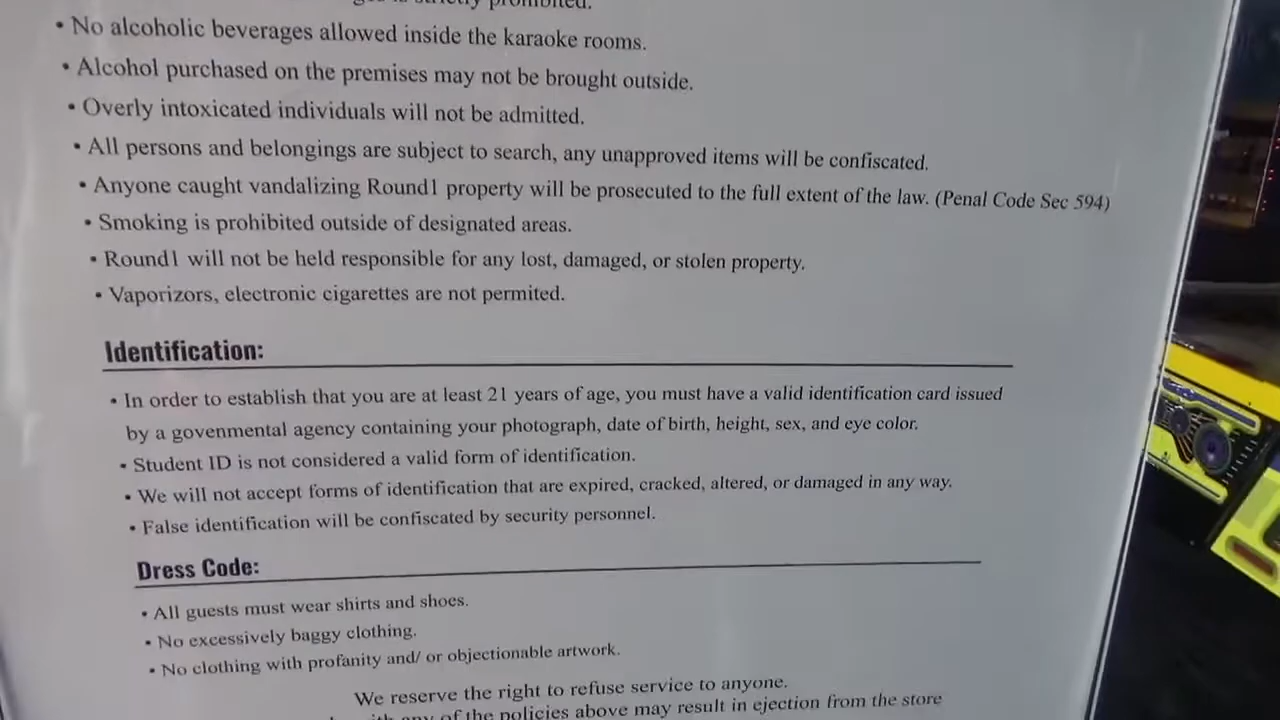 strictly prohibited.
• No alcoholic beverages allowed inside the karaoke rooms.
• Alcohol purchased on the premises may not be brought outside.
• Overly intoxicated individuals will not be admitted.
• All persons and belongings are subject to search, any unapproved items will be confiscated.
• Anyone caught vandalizing Round1 property will be prosecuted to the full extent of the law. (Penal Code Sec 594)
• Smoking is prohibited outside of designated areas.
• Round1 will not be held responsible for any lost, damaged, or stolen property.
• Vaporizors, electronic cigarettes are not permited.
Identification:
• In order to establish that you are at least 21 years of age, you must have a valid identification card issued
by a govenmental agency containing your photograph, date of birth, height, sex, and eye color.
• Student ID is not considered a valid form of identification.
• We will not accept forms of identification that are expired, cracked, altered, or damaged in any way.
• False identification will be confiscated by security personnel.
Dress Code:
• All guests must wear shirts and shoes.
• No excessively baggy clothing.
• No clothing with profanity and/ or objectionable artwork.
We reserve the right to refuse service to anyone.
with any of the policies above may result in ejection from the store